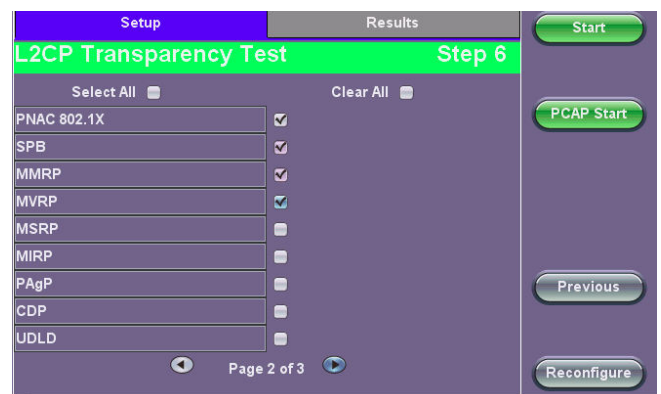 Setup
Results
Start
L2CP Transparency Test
Step 6
Select All
Clear All
PNAC 802.1X
PCAP Start
SPB
MMRP
MVRP
MSRP
MIRP
PAgP
Previous
CDP
UDLD
Page 2 of 3
Reconfigure